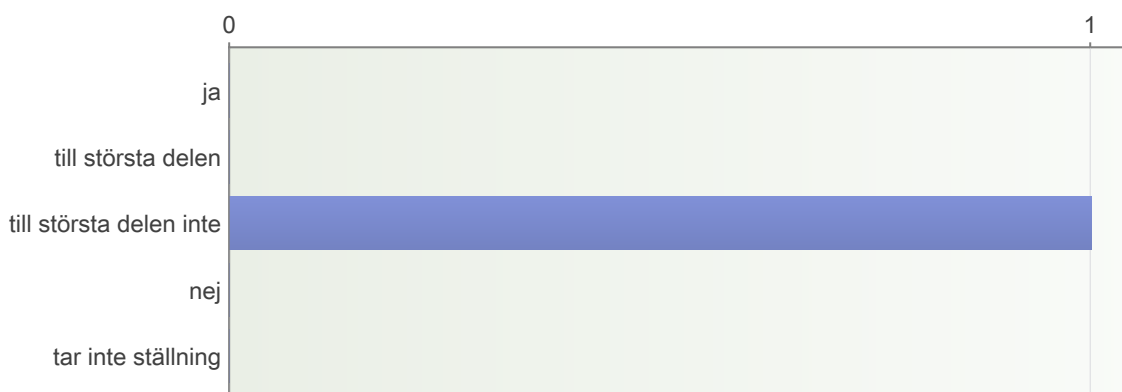 0 1
ja
till största delen
till största delen inte
nej
tar inte ställning